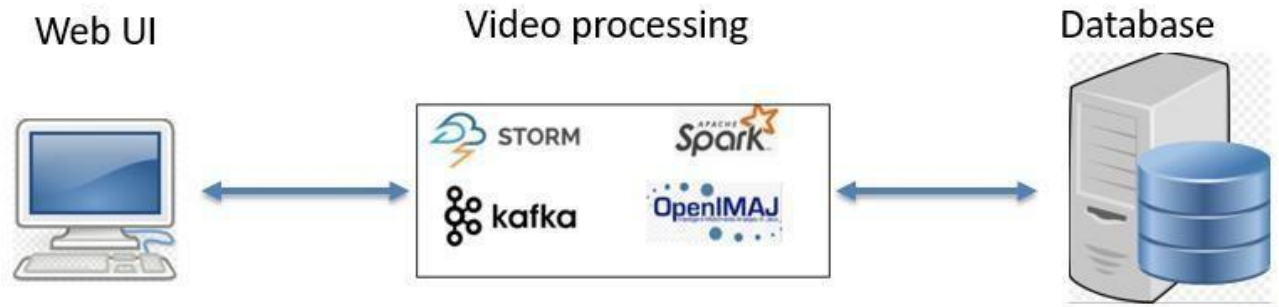 Web UI
Video processing
Database
STORM
APACHE
Spark
kafka
OpenIMAJ